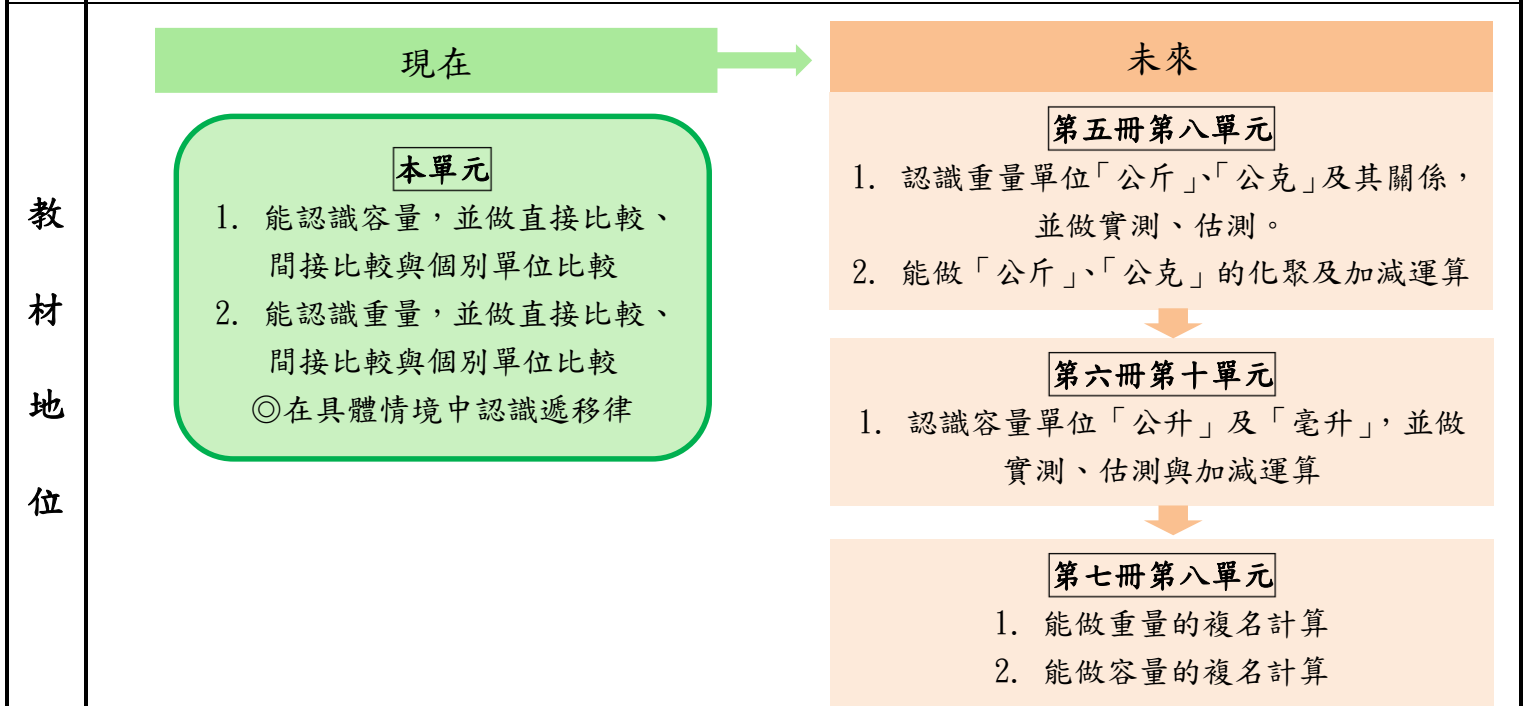 教材地位
現在
未來
本單元
1. 能認識容量，並做直接比較、
間接比較與個別單位比較
2. 能認識重量，並做直接比較、
間接比較與個別單位比較
◎在具體情境中認識遞移律
第五冊第八單元
1. 認識重量單位「公斤」、「公克」及其關係，
並做實測、估測。
2. 能做「公斤」、「公克」的化聚及加減運算
第六冊第十單元
1. 認識容量單位「公升」及「毫升」，並做
實測、估測與加減運算
第七冊第八單元
1. 能做重量的複名計算
2. 能做容量的複名計算